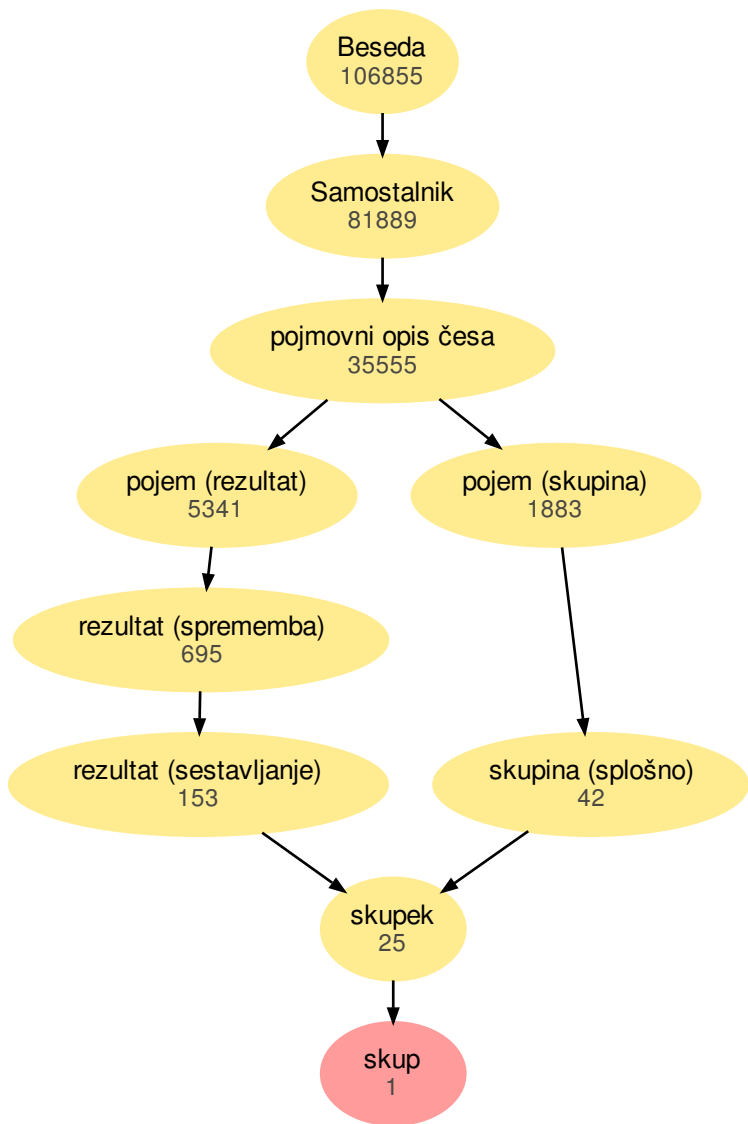 Beseda
106855
Samostalnik
81889
pojmovni opis česa
35555
pojem (rezultat)
5341
pojem (skupina)
1883
rezultat (sprememba)
695
rezultat (sestavljanje)
153
skupina (splošno)
42
skupek
25
skup
1